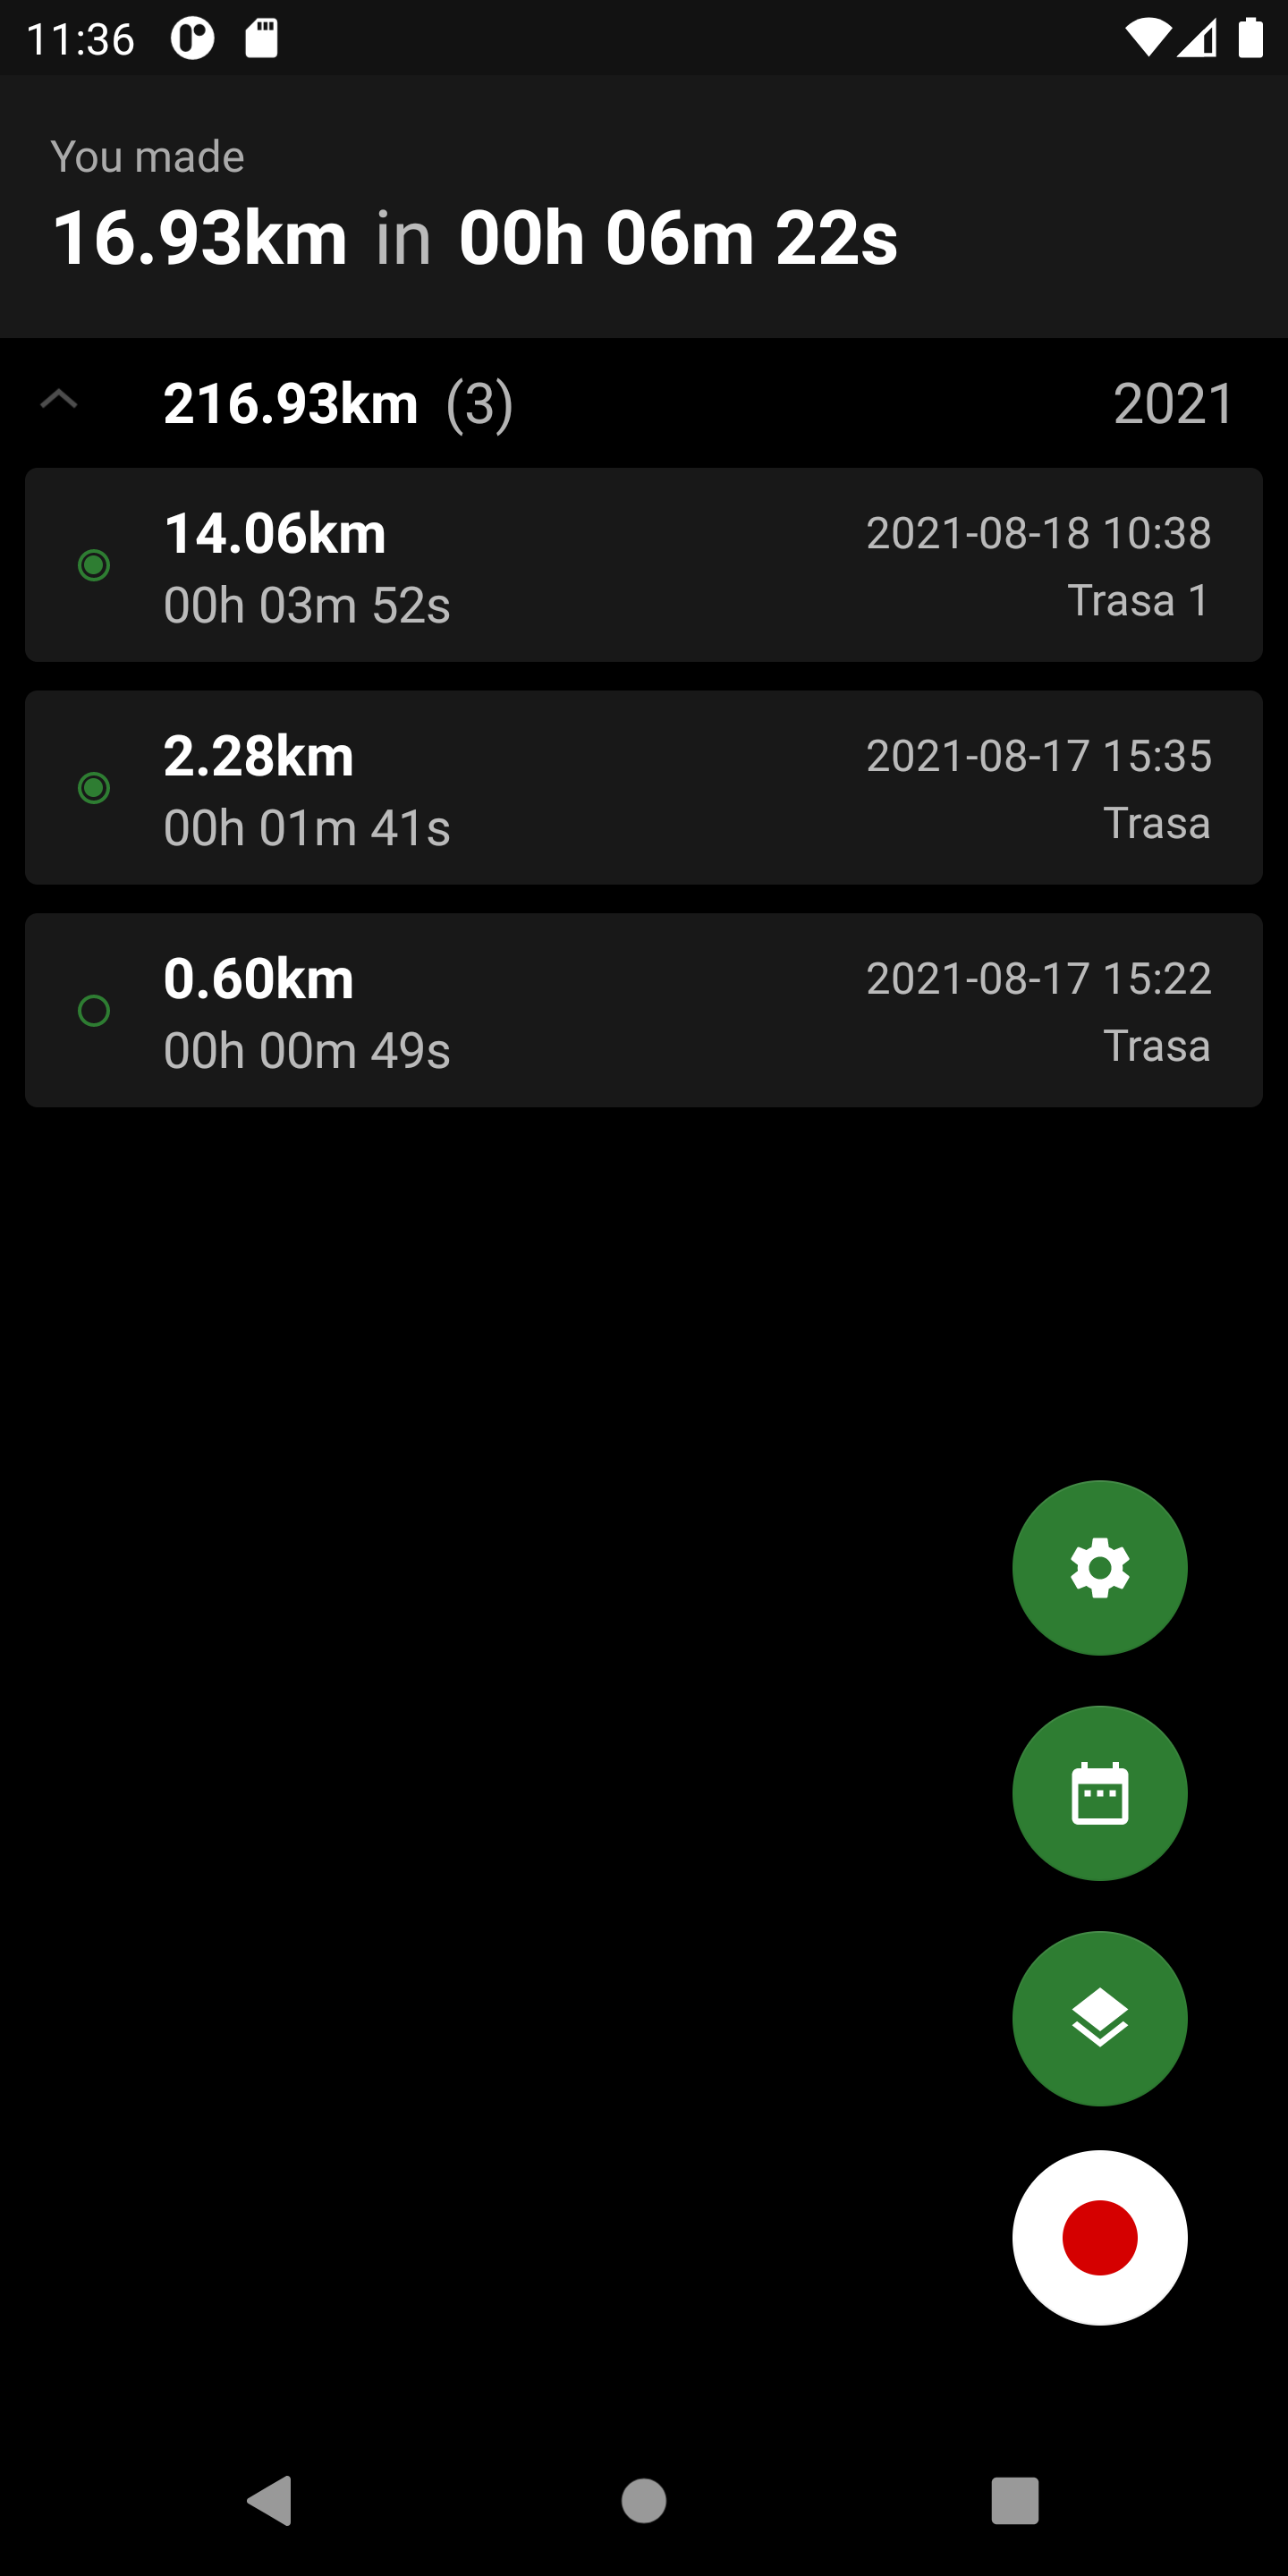 11:36
You made
16.93km in 00h 06m 22s
216.93km (3) 2021
14.06km 2021-08-18 10:38
00h 03m 52s Trasa 1
2.28km 2021-08-17 15:35
00h 01m 41s Trasa
0.60km 2021-08-17 15:22
00h 00m 49s Trasa